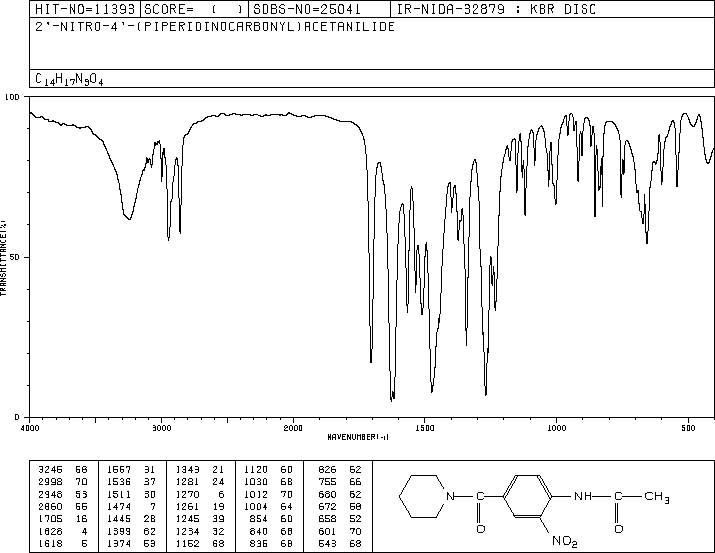 HIT-NO=11393 SCORE= ( ) SDBS-NO=25041 IR-NIDA-32879 : KBR DISC
2'-NITRO-4'-(PIPERIDINOCARBONYL)ACETANILIDE
C14H17N3O4
100
50
0
TRANSMITTANCE(%)
4000 3000 2000 1500 1000 500
WAVENUMBER(-1)
3245 1567 31 1343 21 1120 60 826 62
2998 70 1536 37 1281 24 1030 68 755 66
2948 53 1511 30 1270 6 1012 70 680 62
2860 55 1474 7 1261 19 1004 64 672 58
1705 16 1445 28 1245 39 854 60 658 52
1628 4 1399 62 1234 32 840 68 601 70
1618 5 1374 53 1152 68 836 68 543 68
N C NH C CH3
O O
NO2